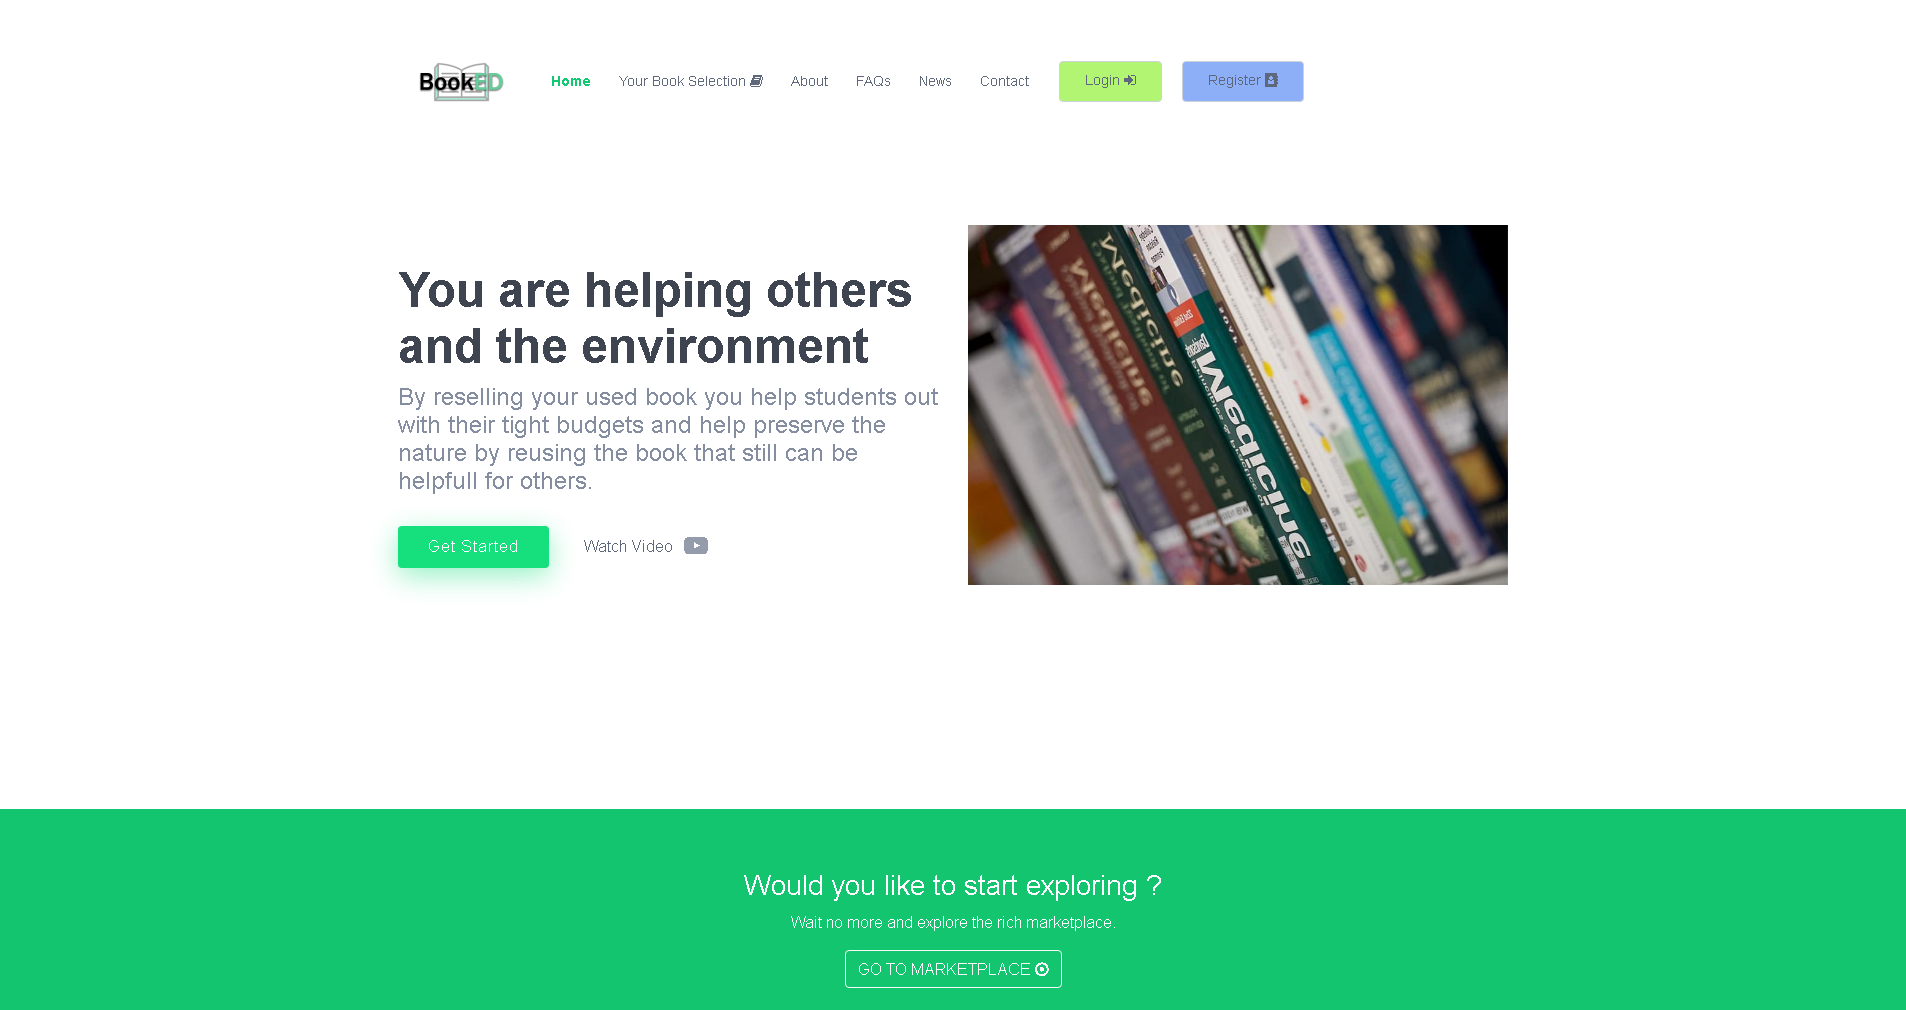 BookED
Home
Your Book Selection
About
FAQs
News
Contact
Login
Register
You are helping others
and the environment
By reselling your used book you help students out
with their tight budgets and help preserve the
nature by reusing the book that still can be
helpfull for others.
Get Started
Watch Video
Medicine
Medicine
Would you like to start exploring ?
Wait no more and explore the rich marketplace.
GO TO MARKETPLACE